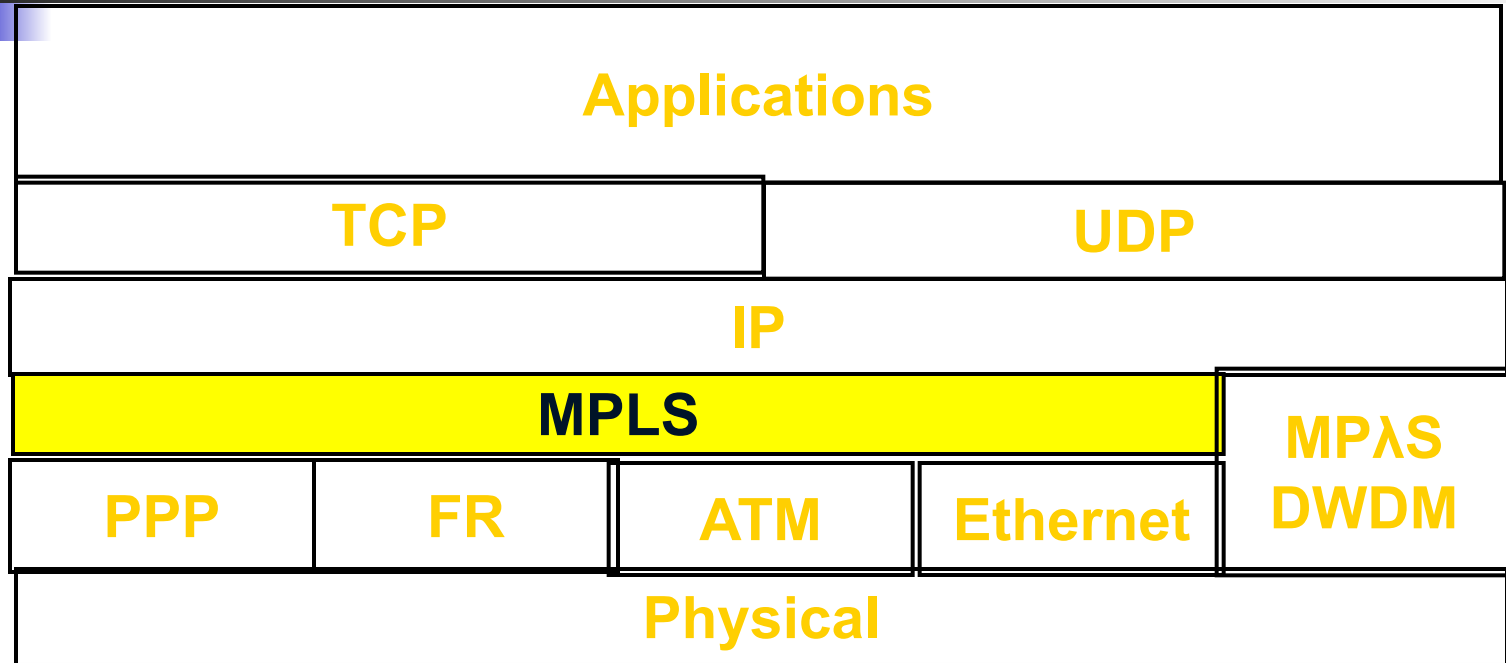 Applications
TCP
UDP
IP
MPLS
MPλS
DWDM
PPP
FR
ATM
Ethernet
Physical